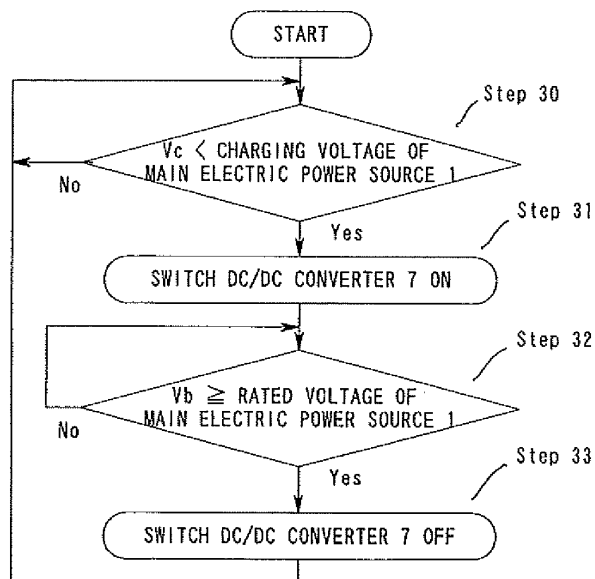 START
Step 30
Vc < CHARGING VOLTAGE OF
MAIN ELECTRIC POWER SOURCE 1
No
Yes
Step 31
SWITCH DC/DC CONVERTER 7 ON
Step 32
Vb ≧ RATED VOLTAGE OF
MAIN ELECTRIC POWER SOURCE 1
No
Yes
Step 33
SWITCH DC/DC CONVERTER 7 OFF